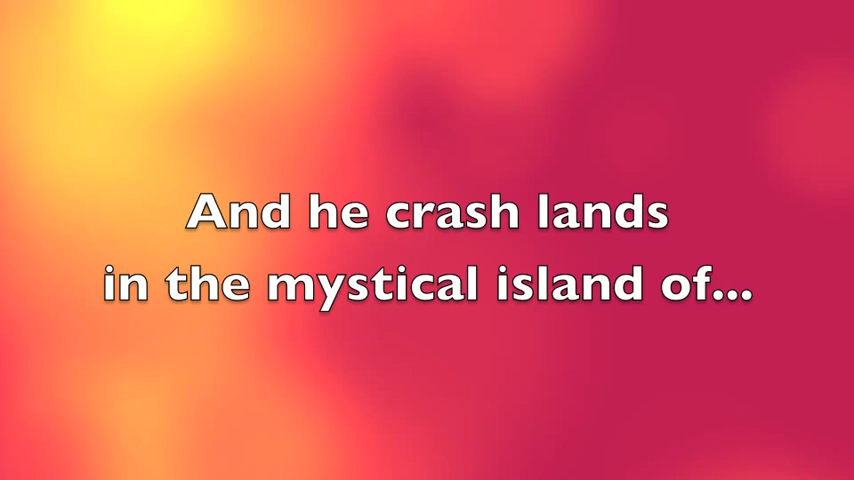 And he crash lands
in the mystical island of...